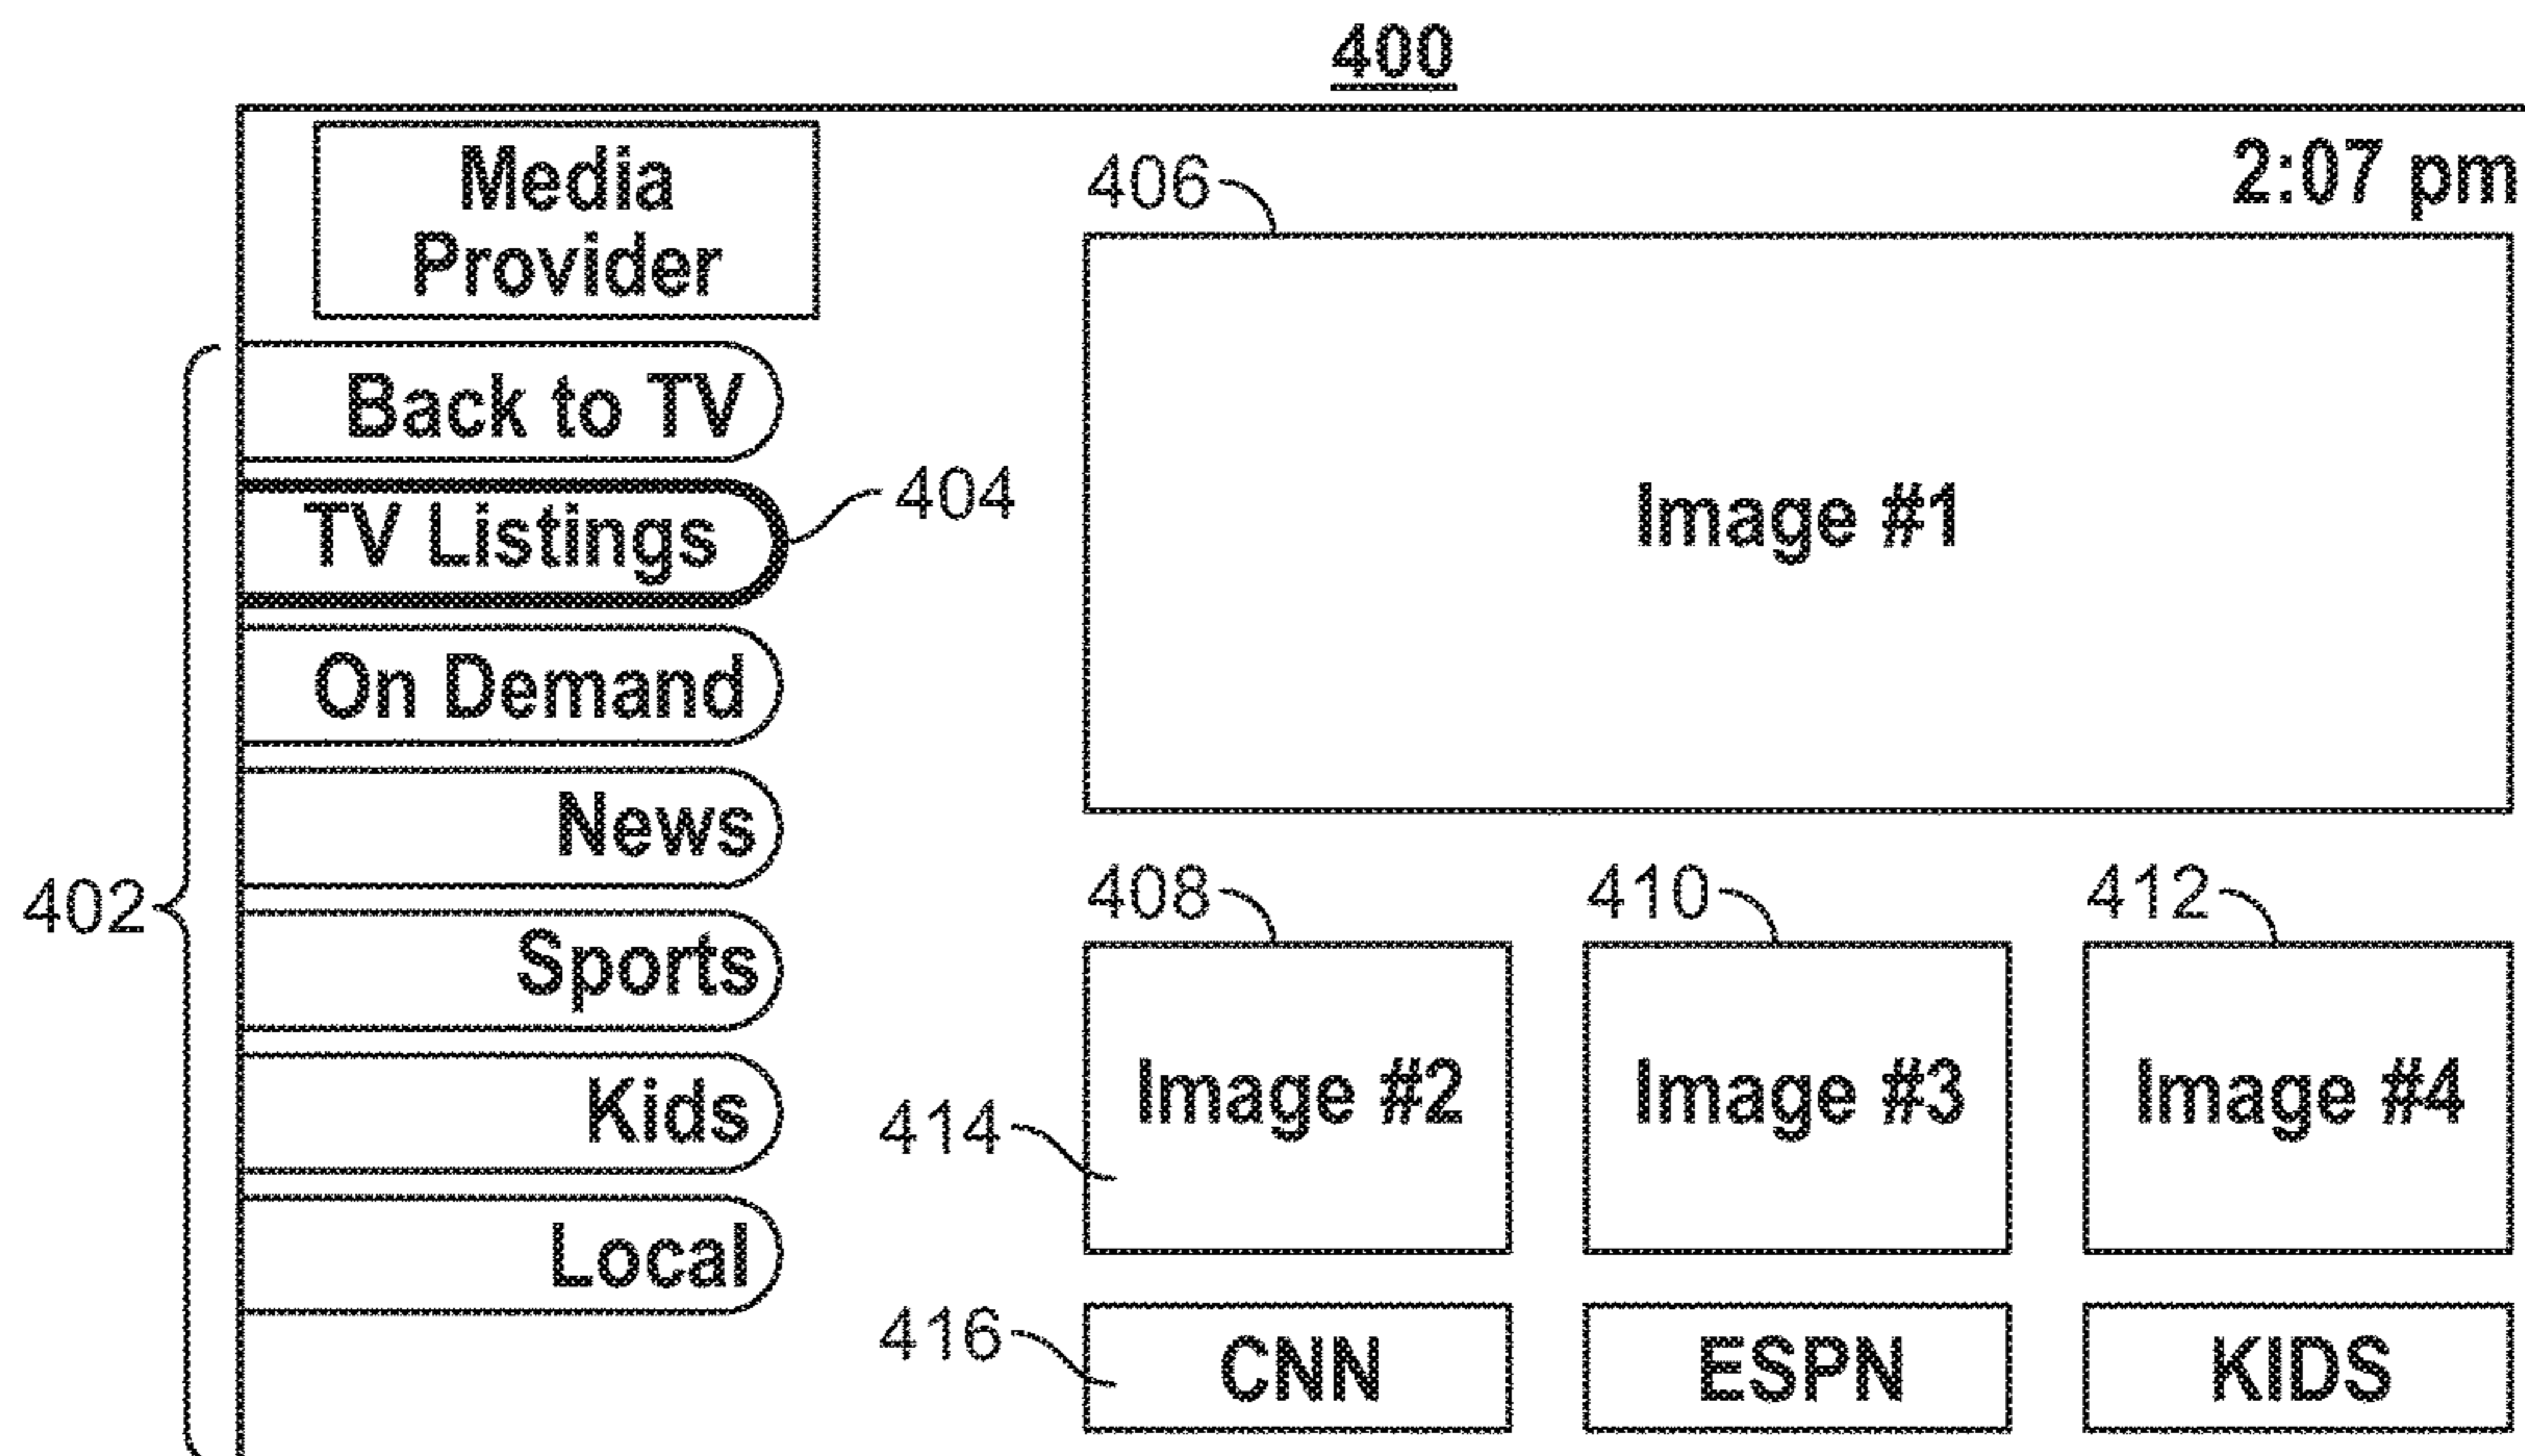 400
Media
Provider
2:07 pm
406
Back to TV
404
TV Listings
Image #1
On Demand
News
402
408
410
412
Sports
Image #2
Image #3
Image #4
Kids
414
Local
416
CNN
ESPN
KIDS